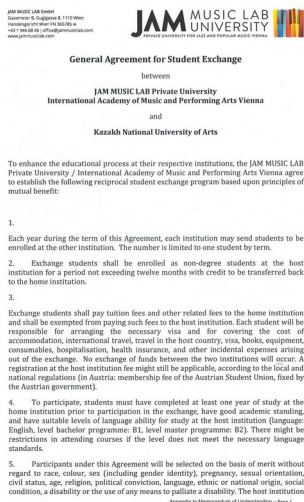 JAM MUSIC LAB GmbH
Gasometer B, Guglgasse 8, 1110 Wien
Handelsgericht Wien FN 365785 w
+43 1 946 68 46 | office@jammusiclab.com
www.jammusiclab.com
JAM MUSIC LAB
UNIVERSITY
PRIVATE UNIVERSITY FOR JAZZ AND POPULAR MUSIC VIENNA
General Agreement for Student Exchange
between
JAM MUSIC LAB Private University
International Academy of Music and Performing Arts Vienna
and
Kazakh National University of Arts
To enhance the educational process at their respective institutions, the JAM MUSIC LAB
Private University / International Academy of Music and Performing Arts Vienna agree
to establish the following reciprocal student exchange program based upon principles of
mutual benefit:
1.
Each year during the term of this Agreement, each institution may send students to be
enrolled at the other institution. The number is limited to one student by term.
2. Exchange students shall be enrolled as non-degree students at the host
institution for a period not exceeding twelve months with credit to be transferred back
to the home institution.
3.
Exchange students shall pay tuition fees and other related fees to the home institution
and shall be exempted from paying such fees to the host institution. Each student will be
responsible for arranging the necessary visa and for covering the cost of
accommodation, international travel, travel in the host country, visa, books, equipment,
consumables, hospitalisation, health insurance, and other incidental expenses arising
out of the exchange. No exchange of funds between the two institutions will occur. A
registration at the host institution fee might still be applicable, according to the local and
national regulations (in Austria: membership fee of the Austrian Student Union, fixed by
the Austrian government).
4. To participate, students must have completed at least one year of study at the
home institution prior to participation in the exchange, have good academic standing,
and have suitable levels of language ability for study at the host institution (language:
English, level bachelor programme: B1, level master programme: B2). There might be
restrictions in attending courses if the level does not meet the necessary language
standards.
5. Participants under this Agreement will be selected on the basis of merit without
regard to race, colour, sex (including gender identity), pregnancy, sexual orientation,
civil status, age, religion, political conviction, language, ethnic or national origin, social
condition, a disability or the use of any means to palliate a disability. The host institution
Appendix to Memorandum of Understanding – Page 1